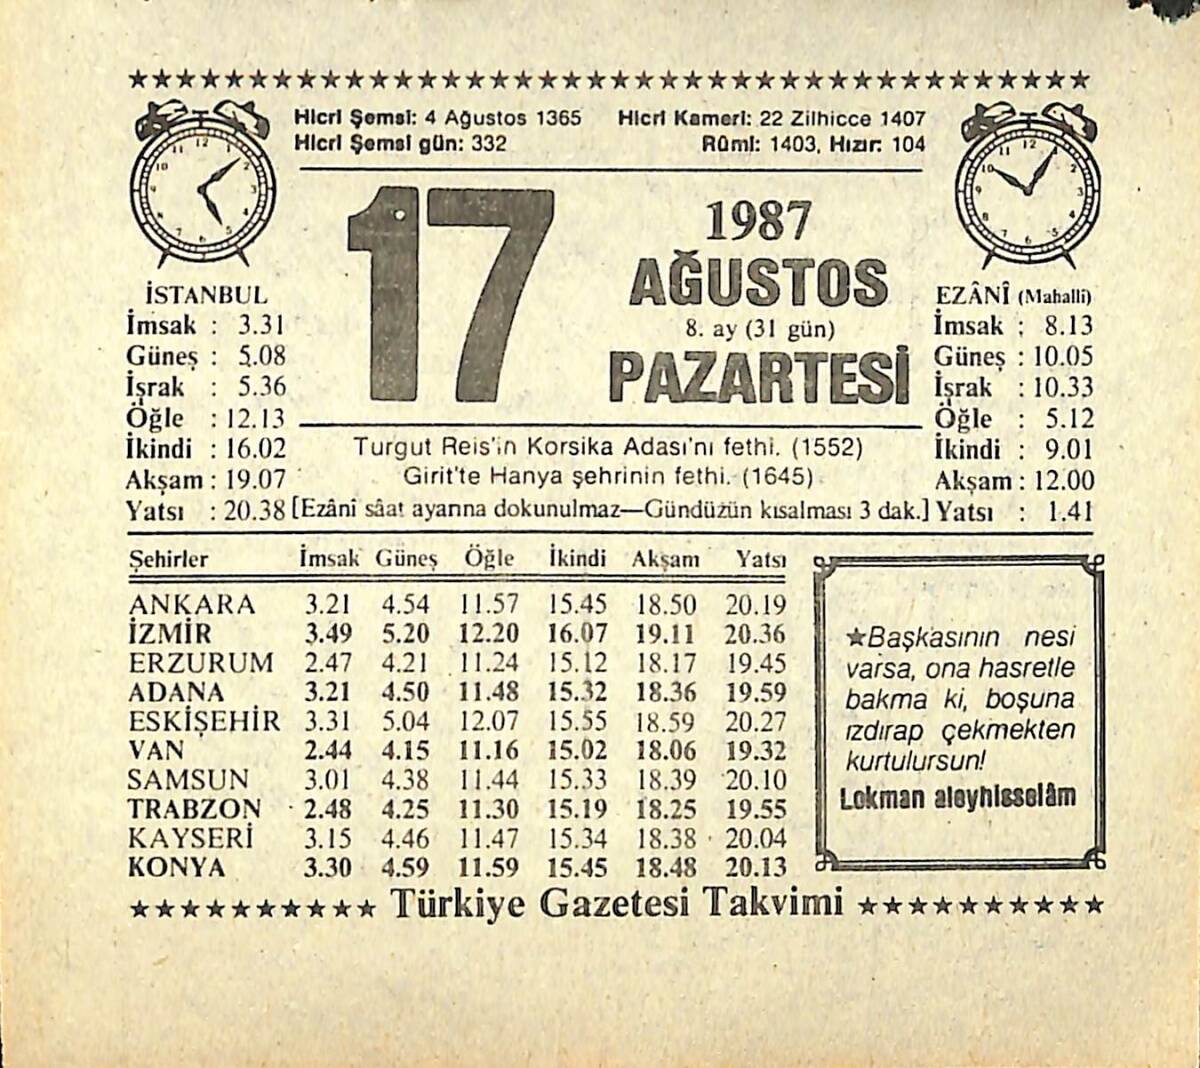 Hicrî Şemsî: 4 Ağustos 1365 Hicrî Kamerî: 22 Zilhicce 1407
Hicrî Şemsî gün: 332 Rûmî: 1403, Hızır: 104
17
1987
AĞUSTOS
8. ay (31 gün)
PAZARTESİ
İSTANBUL
İmsak : 3.31
Güneş : 5.08
İşrak : 5.36
Öğle : 12.13
İkindi : 16.02
Akşam : 19.07
Yatsı : 20.38
EZÂNÎ (Mahallî)
İmsak : 8.13
Güneş : 10.05
İşrak : 10.33
Öğle : 5.12
İkindi : 9.01
Akşam : 12.00
Yatsı : 1.41
Turgut Reis'in Korsika Adası'nı fethi. (1552)
Girit'te Hanya şehrinin fethi. (1645)
[Ezânî sâat ayarına dokunulmaz—Gündüzün kısalması 3 dak.]
Şehirler İmsak Güneş Öğle İkindi Akşam Yatsı
ANKARA 3.21 4.54 11.57 15.45 18.50 20.19
İZMİR 3.49 5.20 12.20 16.07 19.11 20.36
ERZURUM 2.47 4.21 11.24 15.12 18.17 19.45
ADANA 3.21 4.50 11.48 15.32 18.36 19.59
ESKİŞEHİR 3.31 5.04 12.07 15.55 18.59 20.27
VAN 2.44 4.15 11.16 15.02 18.06 19.32
SAMSUN 3.01 4.38 11.44 15.33 18.39 20.10
TRABZON 2.48 4.25 11.30 15.19 18.25 19.55
KAYSERİ 3.15 4.46 11.47 15.34 18.38 20.04
KONYA 3.30 4.59 11.59 15.45 18.48 20.13
★Başkasının nesi
varsa, ona hasretle
bakma ki, boşuna
ızdırap çekmekten
kurtulursun!
Lokman aleyhisselâm
Türkiye Gazetesi Takvimi